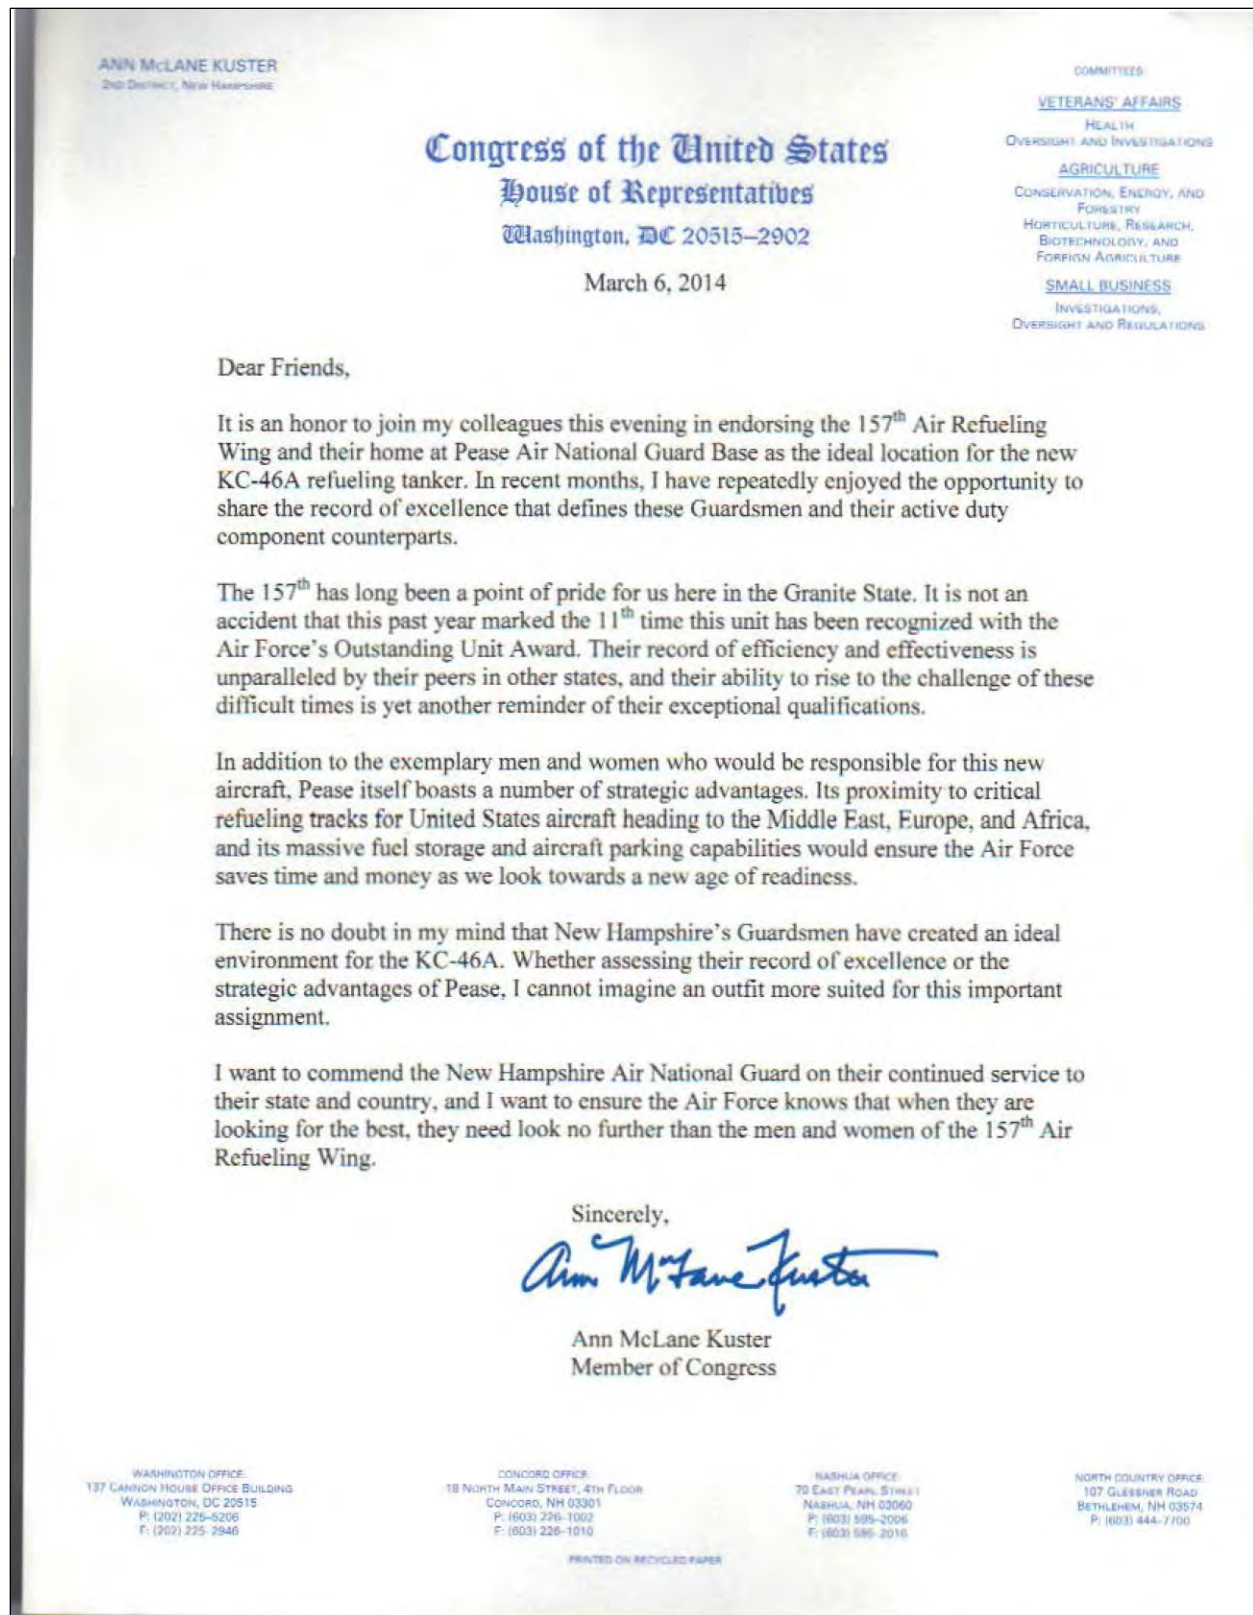 ANN McLANE KUSTER
2ND DISTRICT, NEW HAMPSHIRE
COMMITTEES
VETERANS' AFFAIRS
HEALTH
OVERSIGHT AND INVESTIGATIONS
AGRICULTURE
CONSERVATION, ENERGY, AND
FORESTRY
HORTICULTURE, RESEARCH,
BIOTECHNOLOGY, AND
FOREIGN AGRICULTURE
SMALL BUSINESS
INVESTIGATIONS,
OVERSIGHT AND REGULATIONS
Congress of the United States
House of Representatives
Washington, DC 20515–2902
March 6, 2014
Dear Friends,
It is an honor to join my colleagues this evening in endorsing the 157th Air Refueling
Wing and their home at Pease Air National Guard Base as the ideal location for the new
KC-46A refueling tanker. In recent months, I have repeatedly enjoyed the opportunity to
share the record of excellence that defines these Guardsmen and their active duty
component counterparts.
The 157th has long been a point of pride for us here in the Granite State. It is not an
accident that this past year marked the 11th time this unit has been recognized with the
Air Force's Outstanding Unit Award. Their record of efficiency and effectiveness is
unparalleled by their peers in other states, and their ability to rise to the challenge of these
difficult times is yet another reminder of their exceptional qualifications.
In addition to the exemplary men and women who would be responsible for this new
aircraft, Pease itself boasts a number of strategic advantages. Its proximity to critical
refueling tracks for United States aircraft heading to the Middle East, Europe, and Africa,
and its massive fuel storage and aircraft parking capabilities would ensure the Air Force
saves time and money as we look towards a new age of readiness.
There is no doubt in my mind that New Hampshire's Guardsmen have created an ideal
environment for the KC-46A. Whether assessing their record of excellence or the
strategic advantages of Pease, I cannot imagine an outfit more suited for this important
assignment.
I want to commend the New Hampshire Air National Guard on their continued service to
their state and country, and I want to ensure the Air Force knows that when they are
looking for the best, they need look no further than the men and women of the 157th Air
Refueling Wing.
Sincerely,
Ann McLane Kuster
Ann McLane Kuster
Member of Congress
WASHINGTON OFFICE:
137 CANNON HOUSE OFFICE BUILDING
WASHINGTON, DC 20515
P: (202) 225–5206
F: (202) 225–2946
CONCORD OFFICE:
18 NORTH MAIN STREET, 4TH FLOOR
CONCORD, NH 03301
P: (603) 226–1002
F: (603) 226–1010
NASHUA OFFICE:
70 EAST PEARL STREET
NASHUA, NH 03060
P: (603) 595–2006
F: (603) 595–2016
NORTH COUNTRY OFFICE:
107 GLESSNER ROAD
BETHLEHEM, NH 03574
P: (603) 444–7700
PRINTED ON RECYCLED PAPER